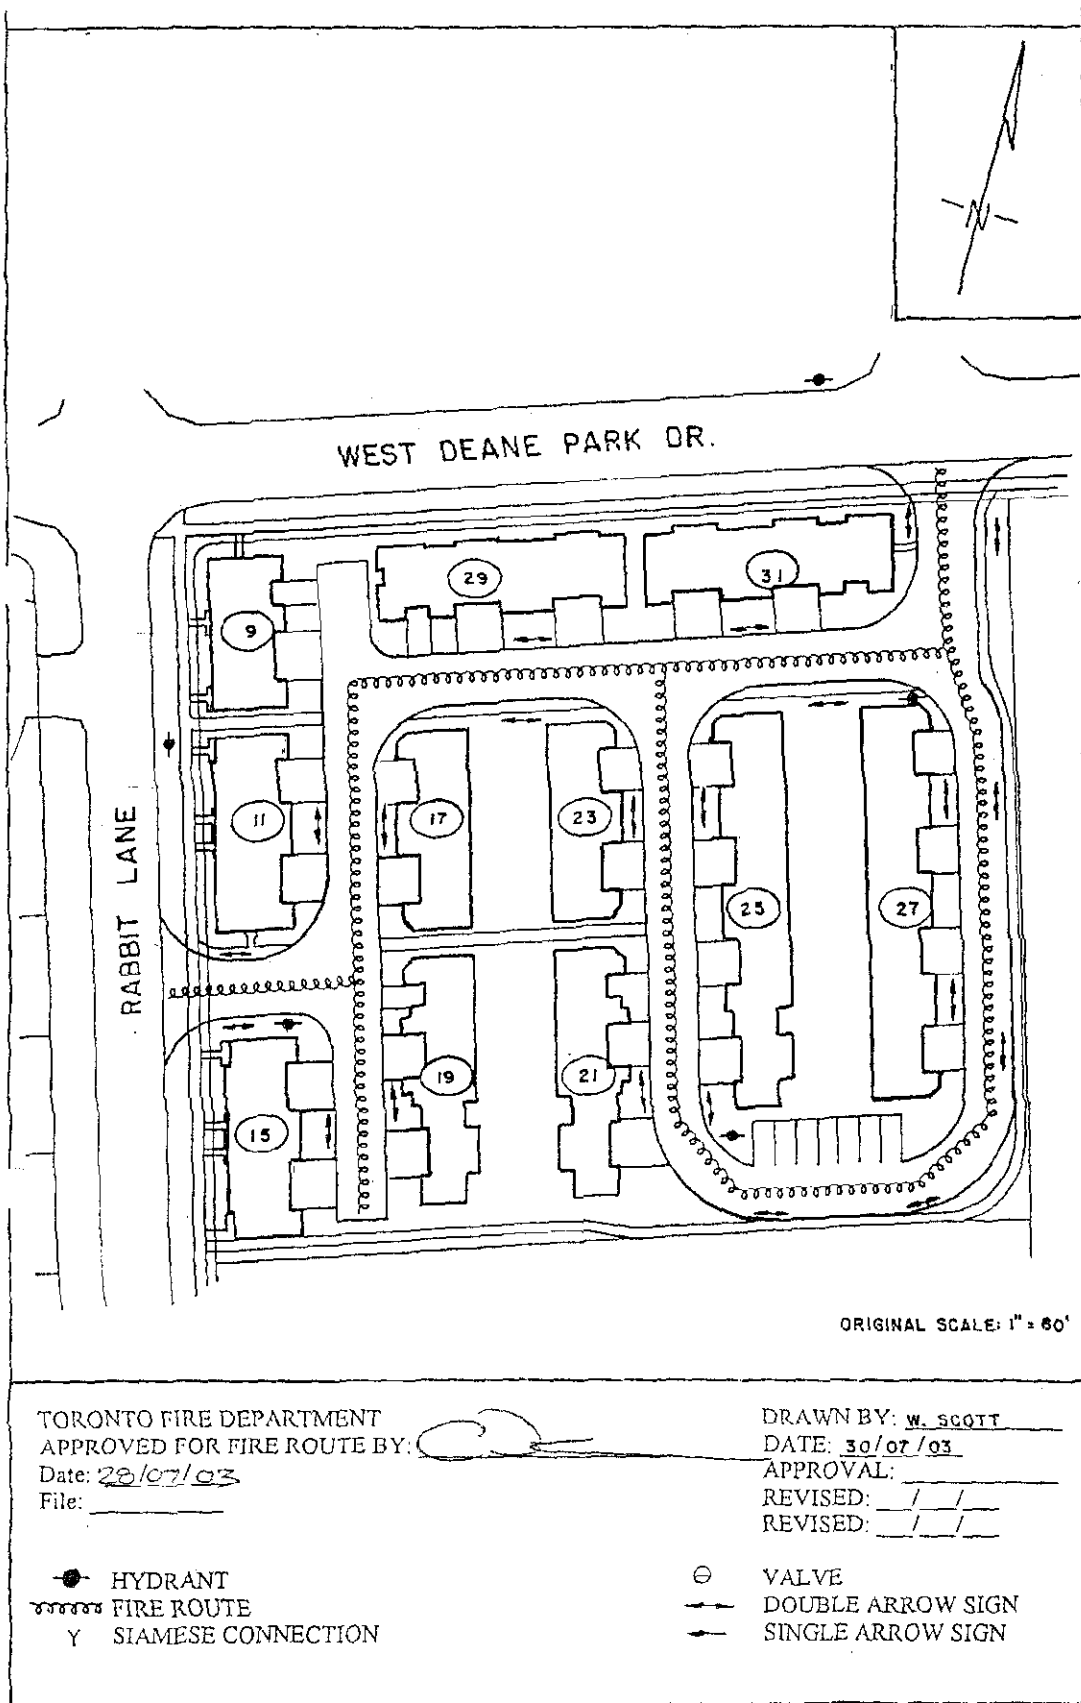 N
WEST DEANE PARK DR.
29
31
9
11
17
23
25
27
RABBIT LANE
19
21
15
ORIGINAL SCALE: 1" = 60'
TORONTO FIRE DEPARTMENT
APPROVED FOR FIRE ROUTE BY:
Date: 28/07/03
File:
DRAWN BY: W. SCOTT
DATE: 30/07/03
APPROVAL:
REVISED: / /
REVISED: / /
HYDRANT
FIRE ROUTE
Y SIAMESE CONNECTION
VALVE
DOUBLE ARROW SIGN
SINGLE ARROW SIGN